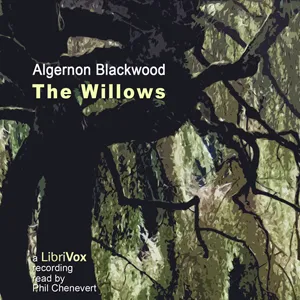 Algernon Blackwood
The Willows
a LibriVox
recording
read by
Phil Chenevert